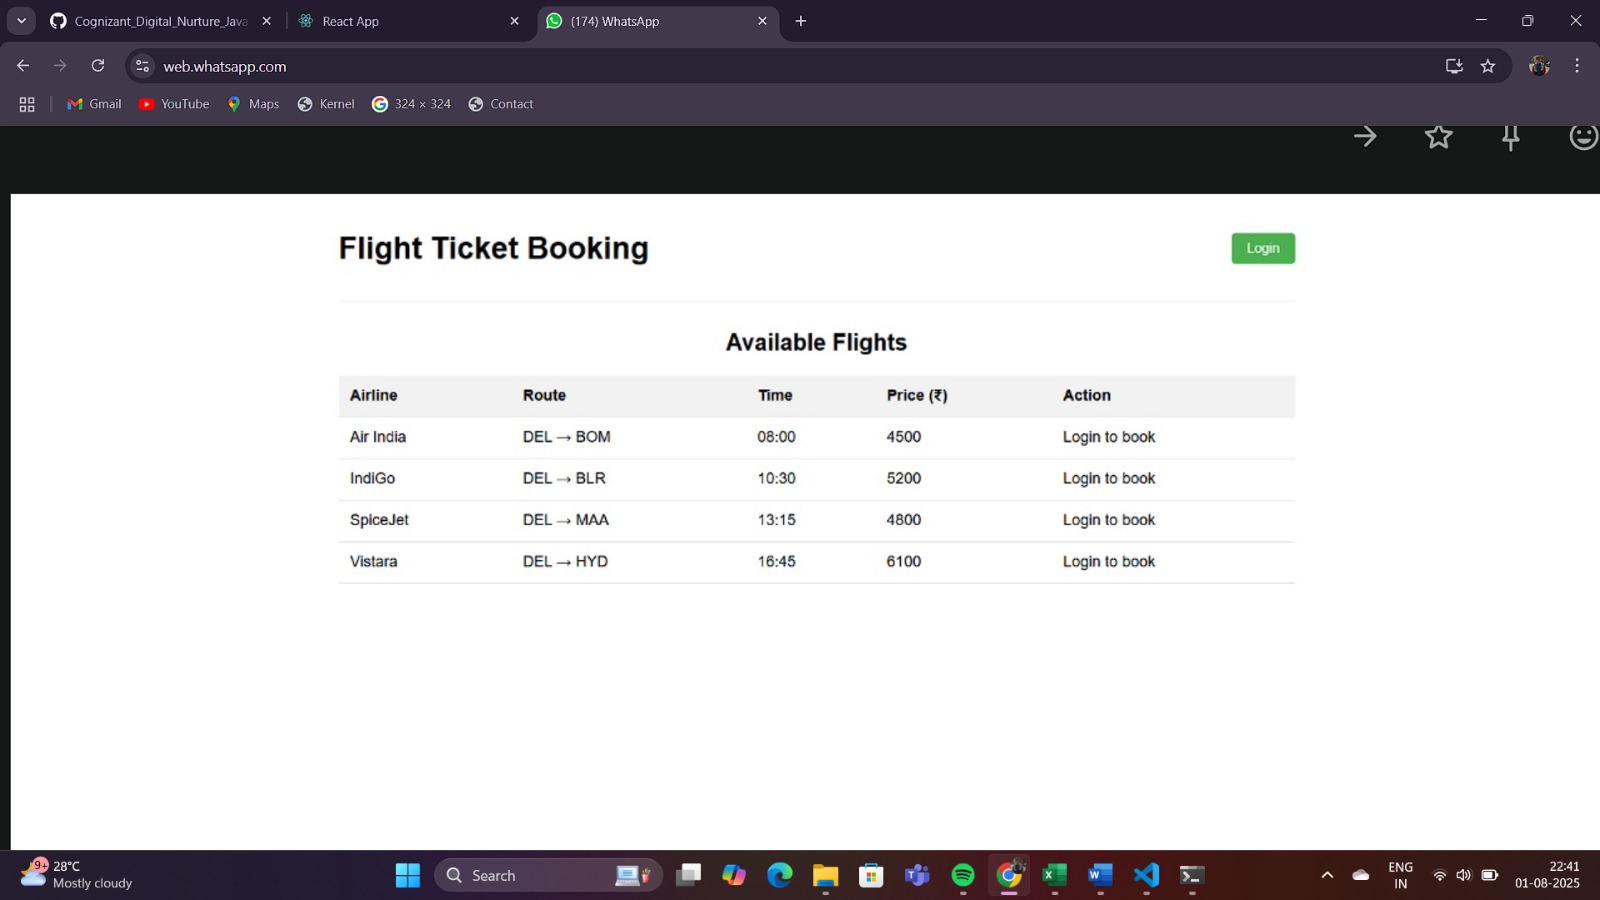 Cognizant_Digital_Nurture_Java
React App
(174) WhatsApp
web.whatsapp.com
Gmail
YouTube
Maps
Kernel
324 × 324
Contact
Flight Ticket Booking
Login
Available Flights
Airline Route Time Price (₹) Action
Air India DEL → BOM 08:00 4500 Login to book
IndiGo DEL → BLR 10:30 5200 Login to book
SpiceJet DEL → MAA 13:15 4800 Login to book
Vistara DEL → HYD 16:45 6100 Login to book
9+
28°C
Mostly cloudy
Search
ENG
IN
22:41
01-08-2025